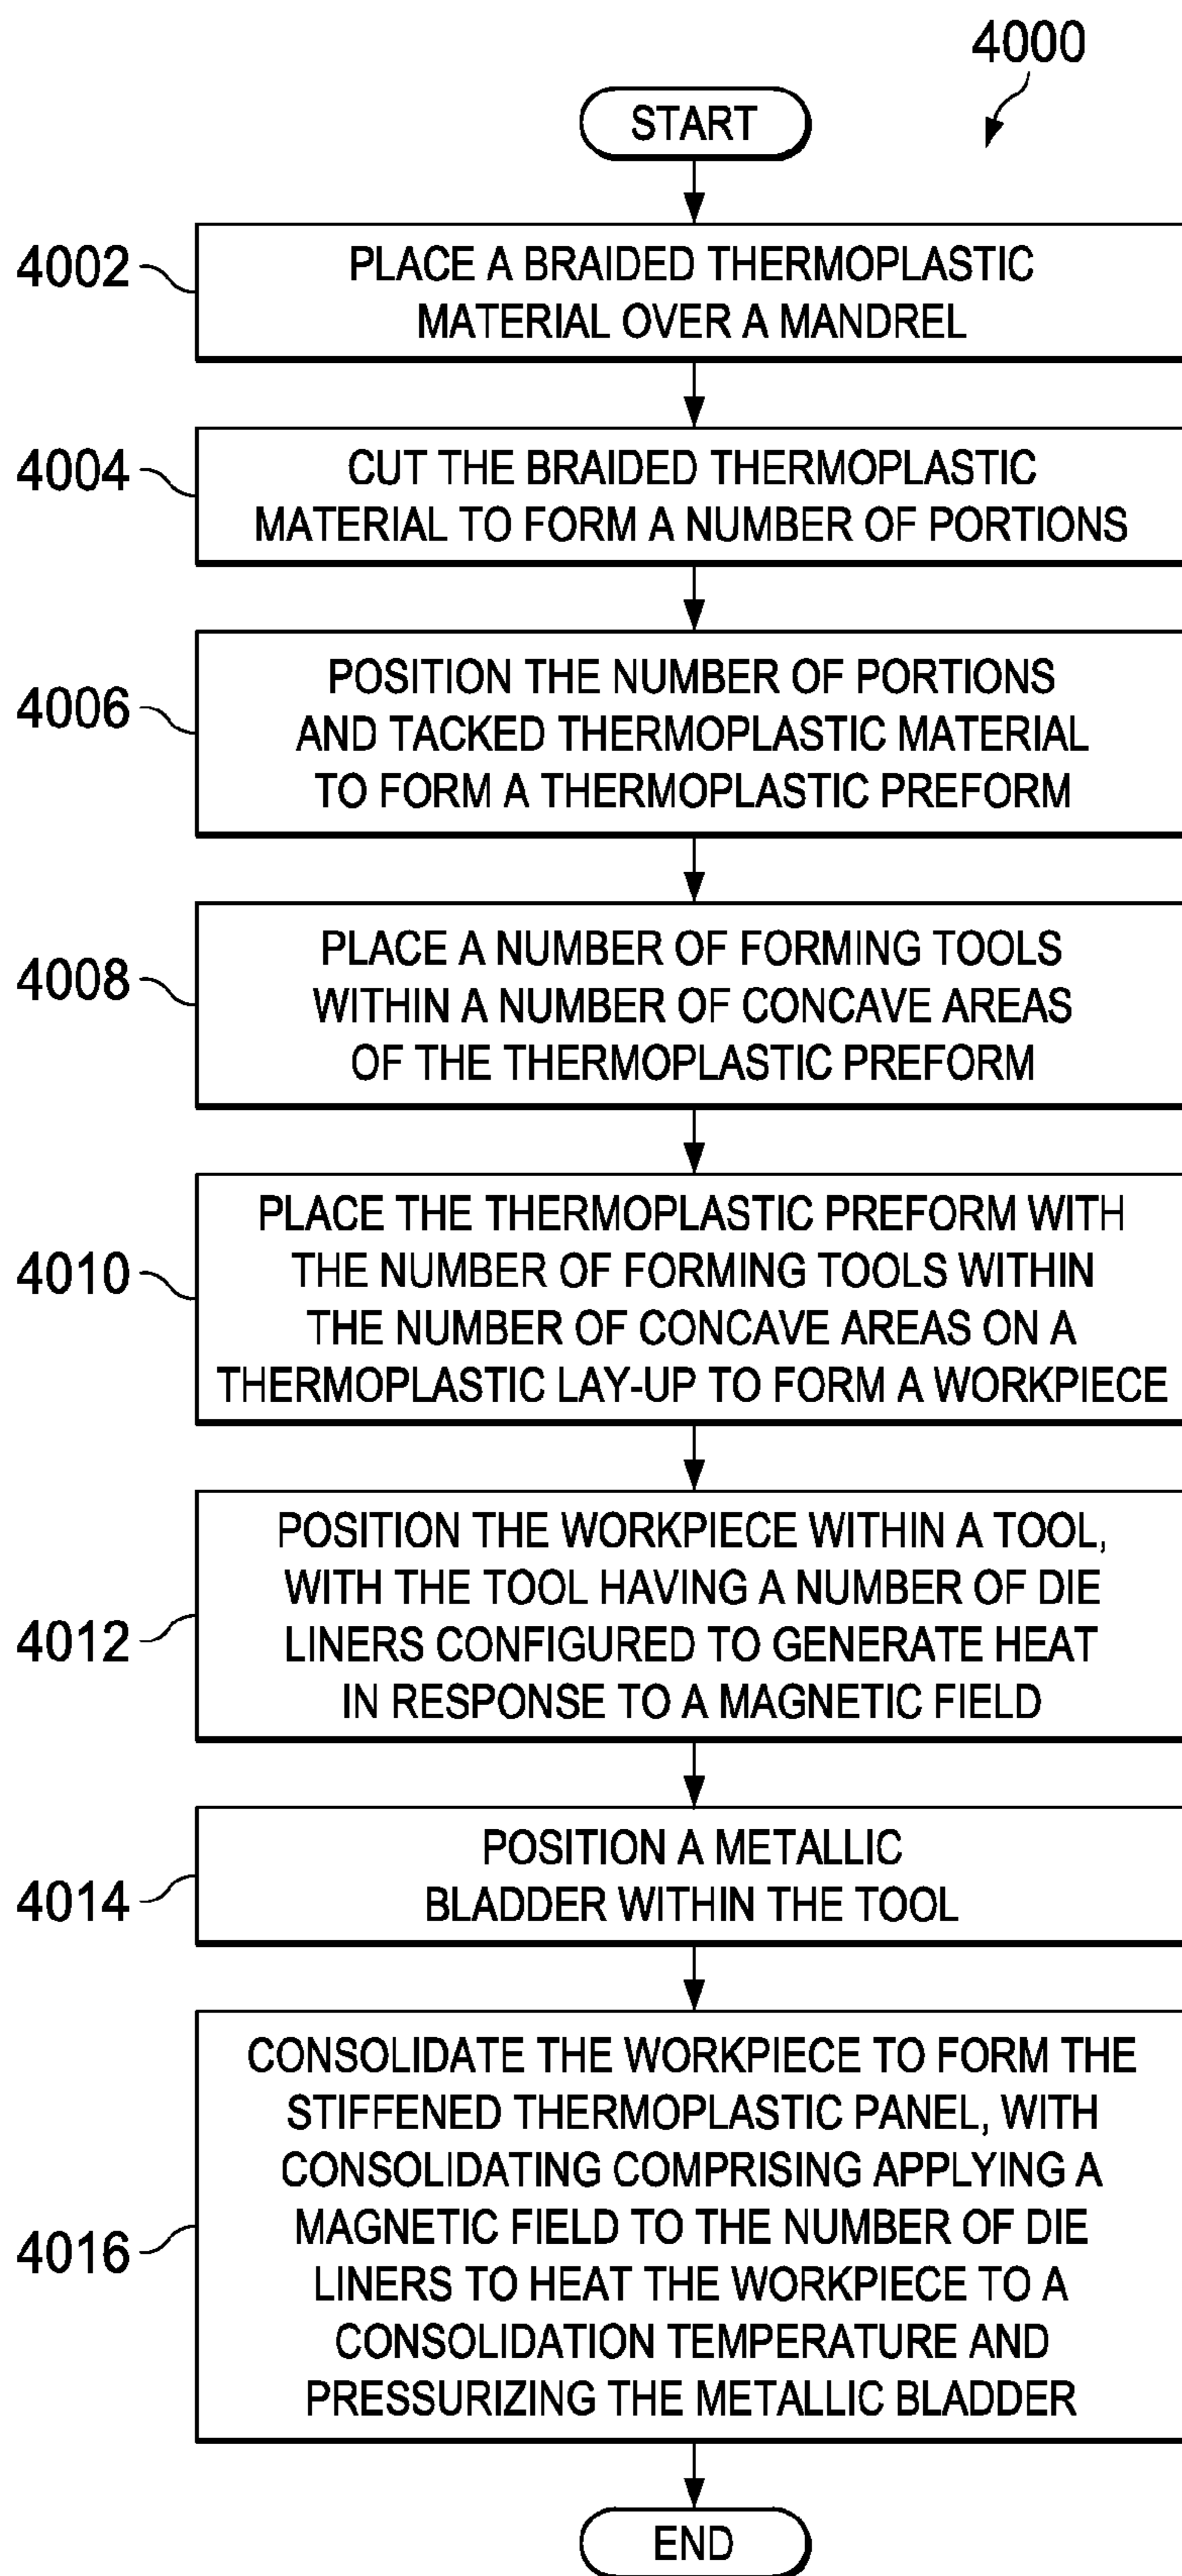 4000
START
4002
PLACE A BRAIDED THERMOPLASTIC
MATERIAL OVER A MANDREL
4004
CUT THE BRAIDED THERMOPLASTIC
MATERIAL TO FORM A NUMBER OF PORTIONS
4006
POSITION THE NUMBER OF PORTIONS
AND TACKED THERMOPLASTIC MATERIAL
TO FORM A THERMOPLASTIC PREFORM
4008
PLACE A NUMBER OF FORMING TOOLS
WITHIN A NUMBER OF CONCAVE AREAS
OF THE THERMOPLASTIC PREFORM
4010
PLACE THE THERMOPLASTIC PREFORM WITH
THE NUMBER OF FORMING TOOLS WITHIN
THE NUMBER OF CONCAVE AREAS ON A
THERMOPLASTIC LAY-UP TO FORM A WORKPIECE
4012
POSITION THE WORKPIECE WITHIN A TOOL,
WITH THE TOOL HAVING A NUMBER OF DIE
LINERS CONFIGURED TO GENERATE HEAT
IN RESPONSE TO A MAGNETIC FIELD
4014
POSITION A METALLIC
BLADDER WITHIN THE TOOL
4016
CONSOLIDATE THE WORKPIECE TO FORM THE
STIFFENED THERMOPLASTIC PANEL, WITH
CONSOLIDATING COMPRISING APPLYING A
MAGNETIC FIELD TO THE NUMBER OF DIE
LINERS TO HEAT THE WORKPIECE TO A
CONSOLIDATION TEMPERATURE AND
PRESSURIZING THE METALLIC BLADDER
END